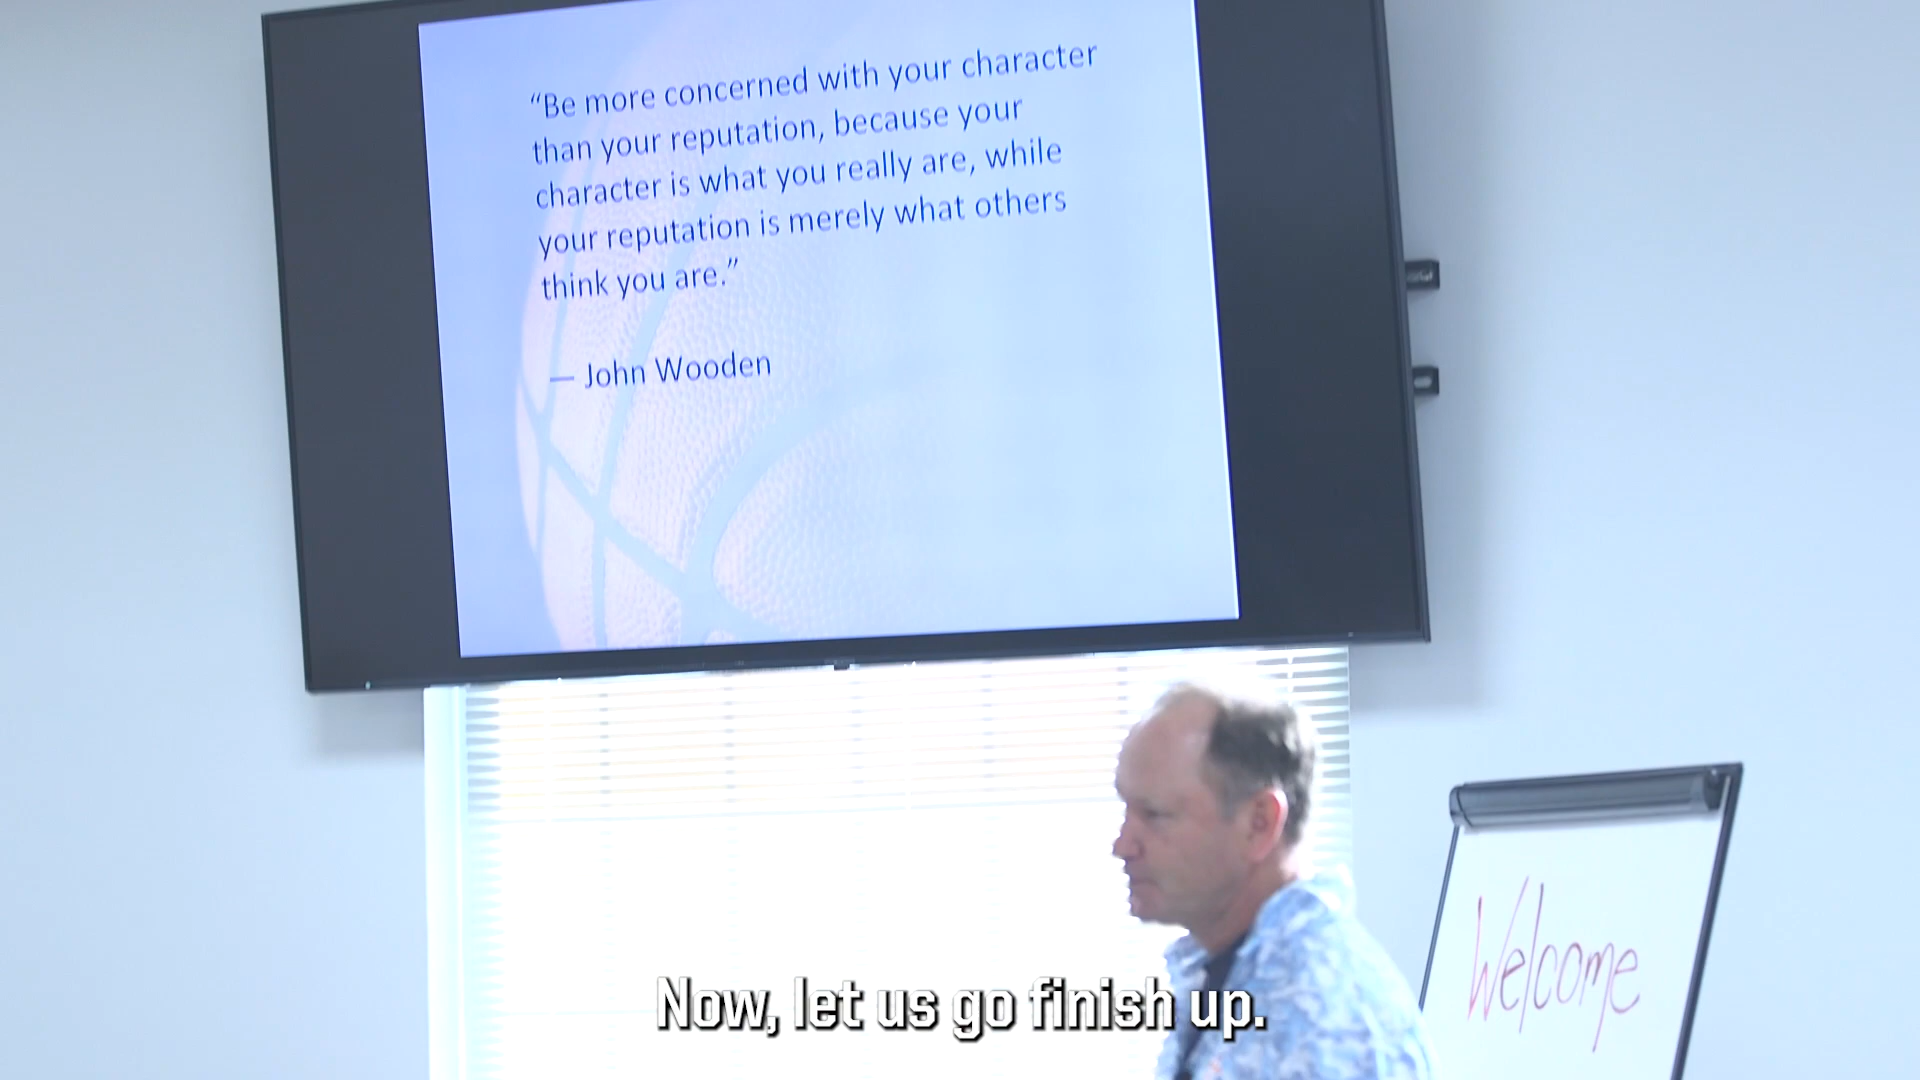 “Be more concerned with your character
than your reputation, because your
character is what you really are, while
your reputation is merely what others
think you are.”
— John Wooden
Welcome
Now, let us go finish up.